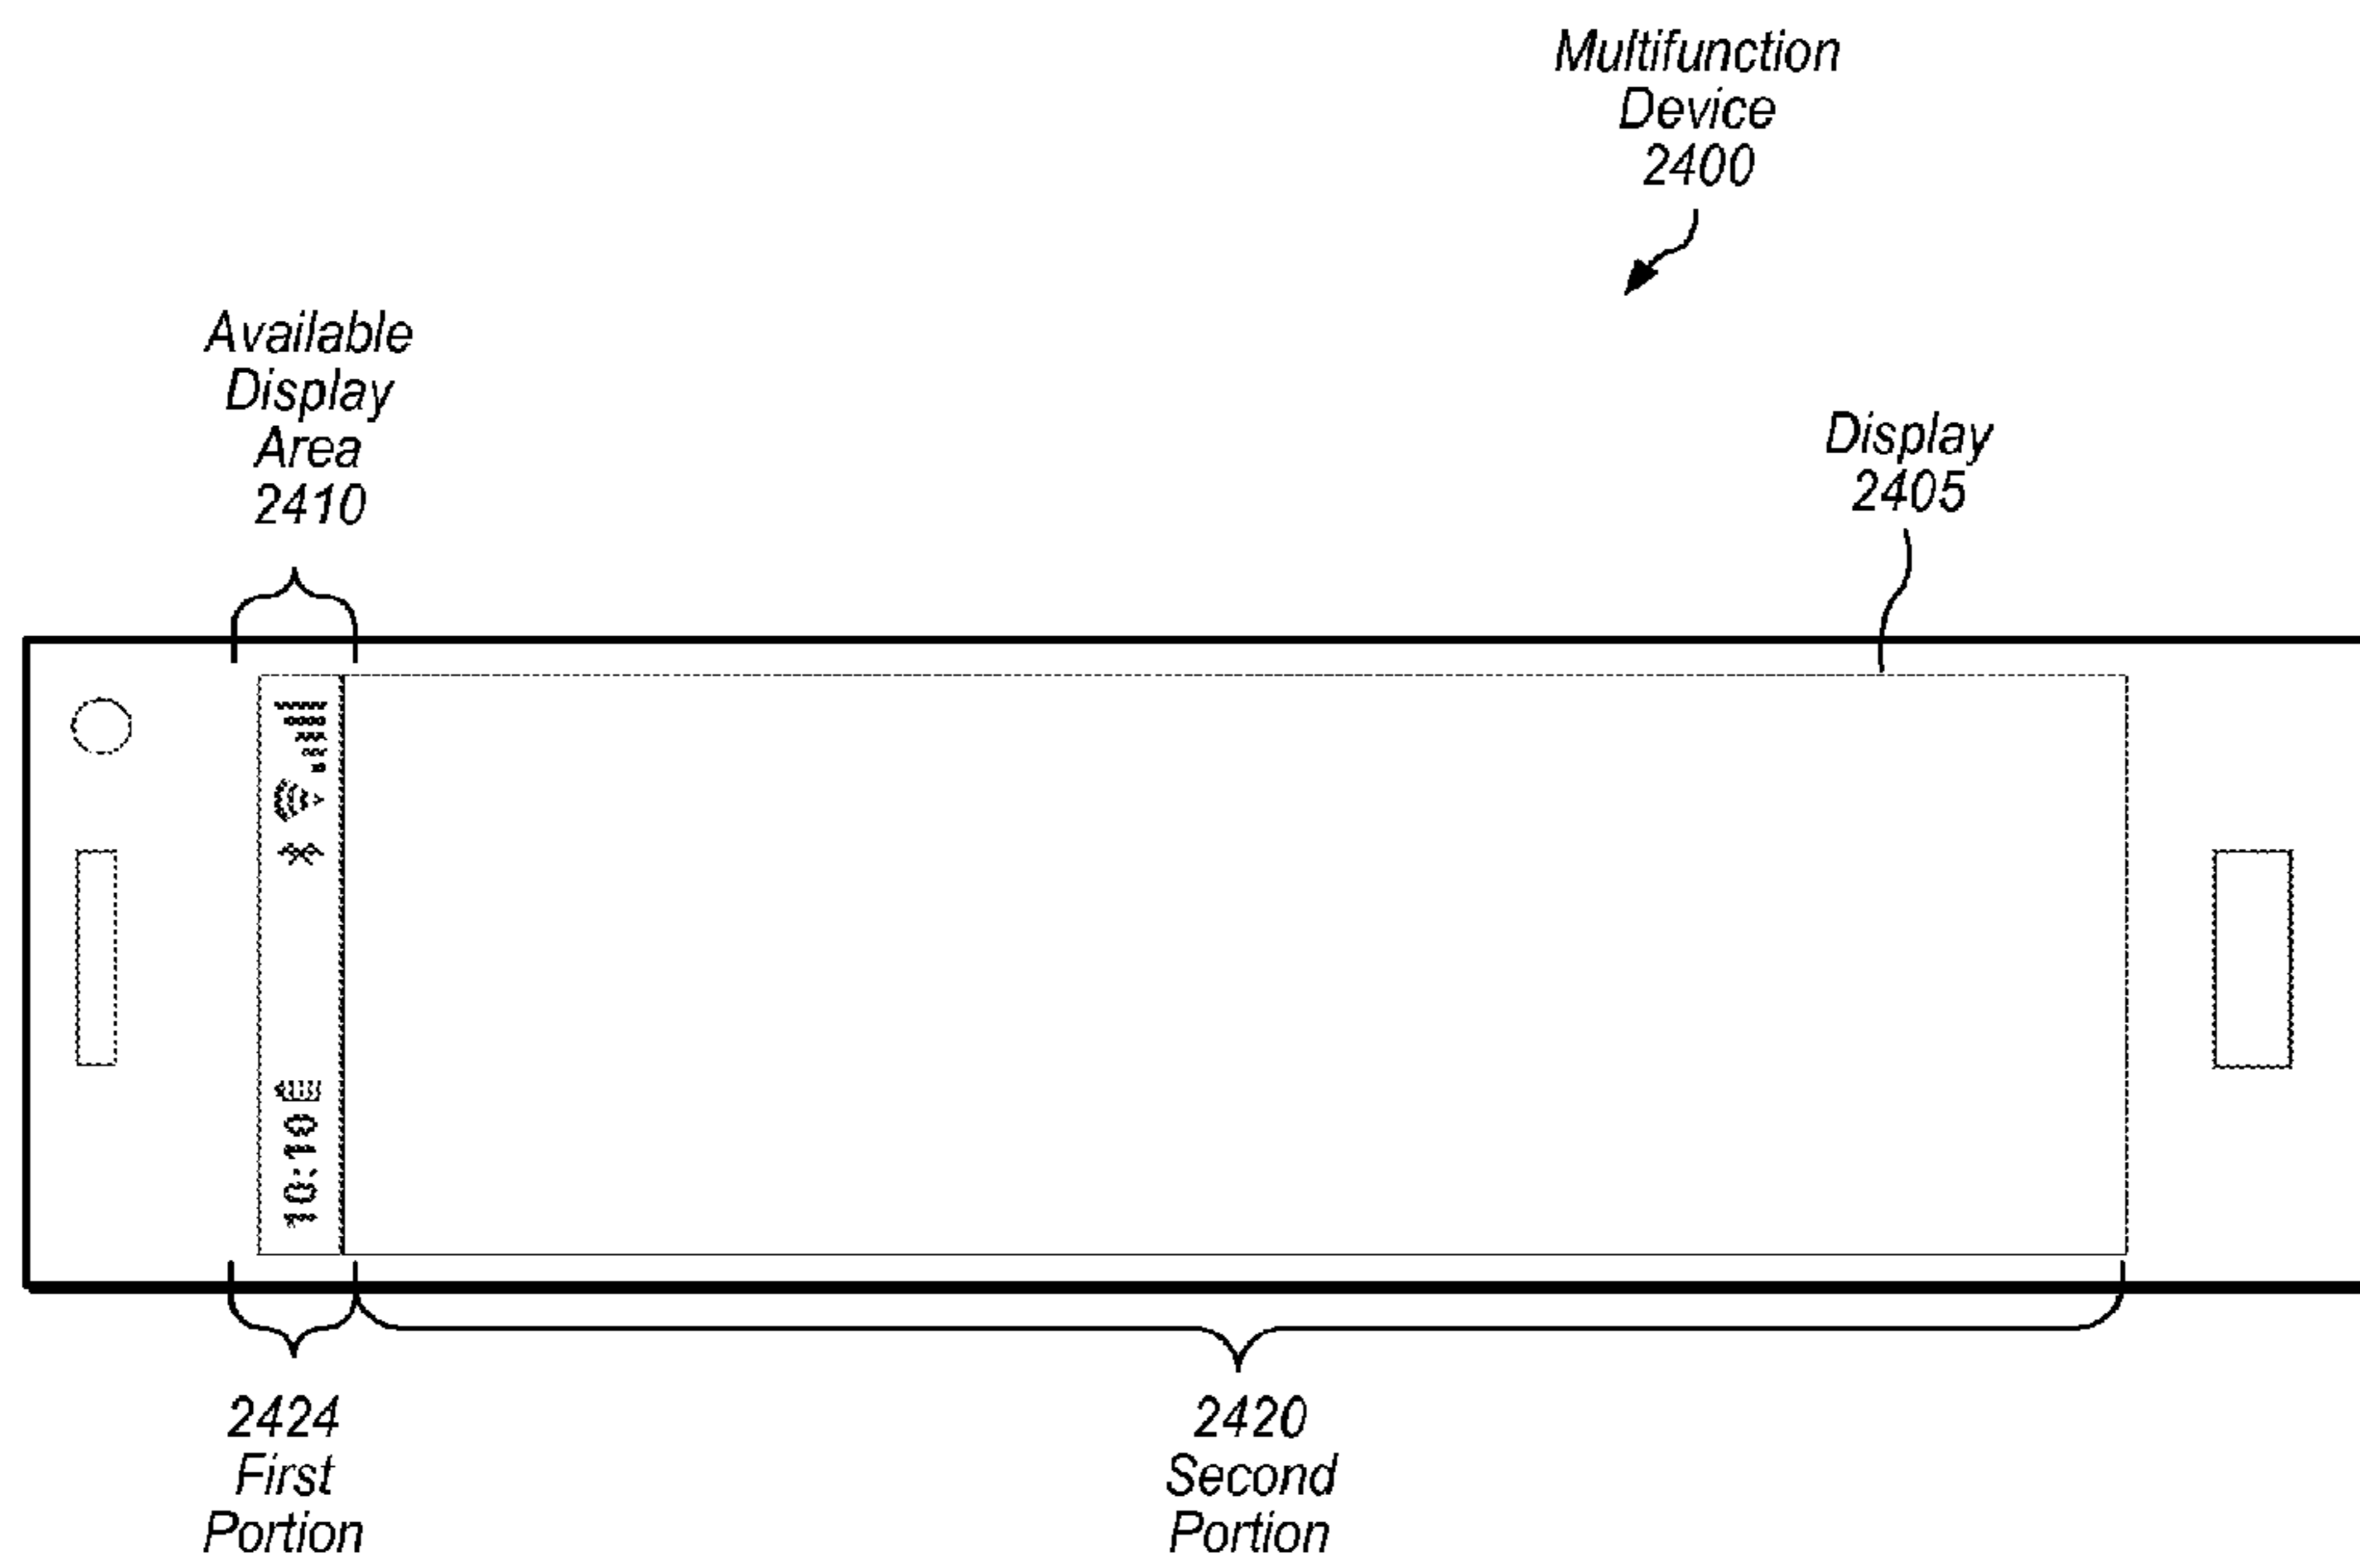 Multifunction
Device
2400
Available
Display
Area
2410
Display
2405
10:10
2424
First
Portion
2420
Second
Portion